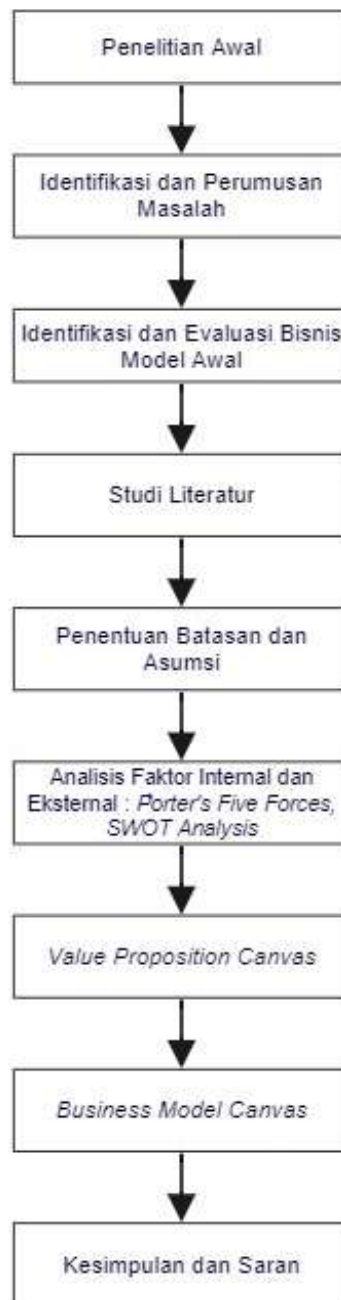 Penelitian Awal
Identifikasi dan Perumusan
Masalah
Identifikasi dan Evaluasi Bisnis
Model Awal
Studi Literatur
Penentuan Batasan dan
Asumsi
Analisis Faktor Internal dan
Eksternal : Porter's Five Forces,
SWOT Analysis
Value Proposition Canvas
Business Model Canvas
Kesimpulan dan Saran